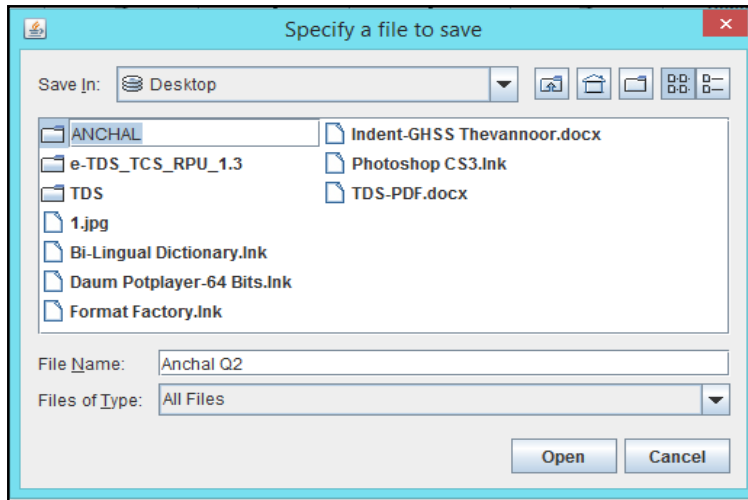 Specify a file to save
Save In: Desktop
ANCHAL
e-TDS_TCS_RPU_1.3
TDS
1.jpg
Bi-Lingual Dictionary.lnk
Daum Potplayer-64 Bits.lnk
Format Factory.lnk
Indent-GHSS Thevannoor.docx
Photoshop CS3.lnk
TDS-PDF.docx
File Name: Anchal Q2
Files of Type: All Files
Open Cancel